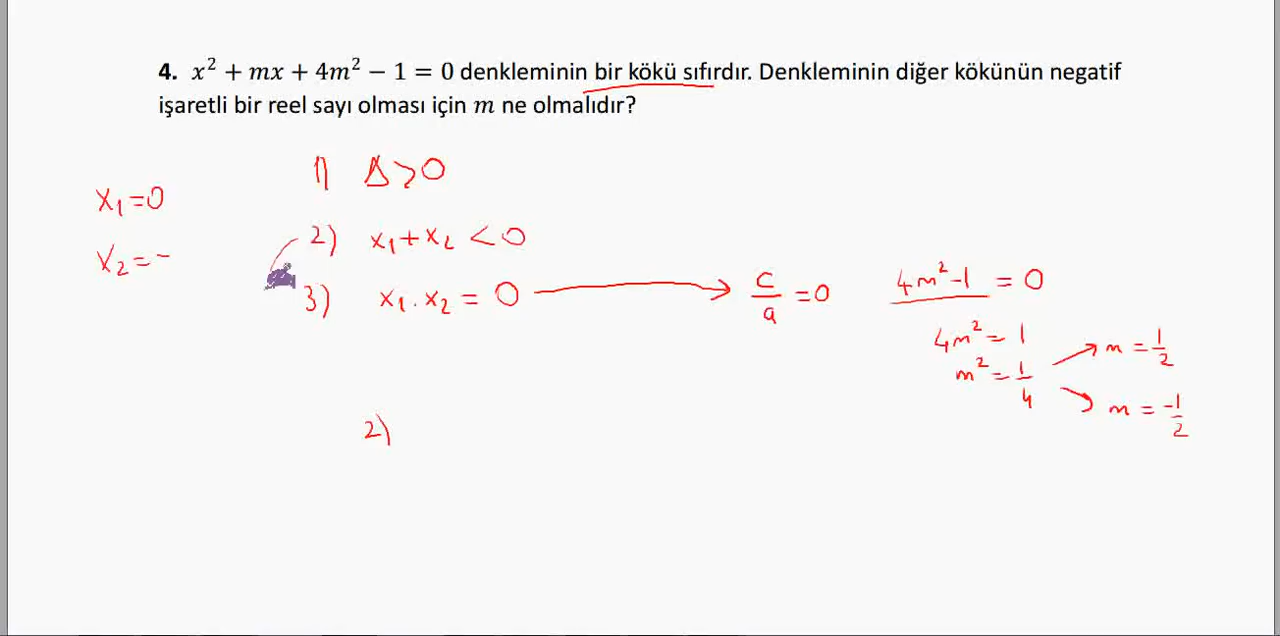 4. x² + mx + 4m² − 1 = 0 denkleminin bir kökü sıfırdır. Denkleminin diğer kökünün negatif
işaretli bir reel sayı olması için m ne olmalıdır?
1) Δ>0
x₁=0
2) x₁+x₂ <0
x₂=-
3) x₁.x₂ = 0 → c/a =0
4m²-1 = 0
4m² = 1
m² = 1/4
m = 1/2
m = -1/2
2)